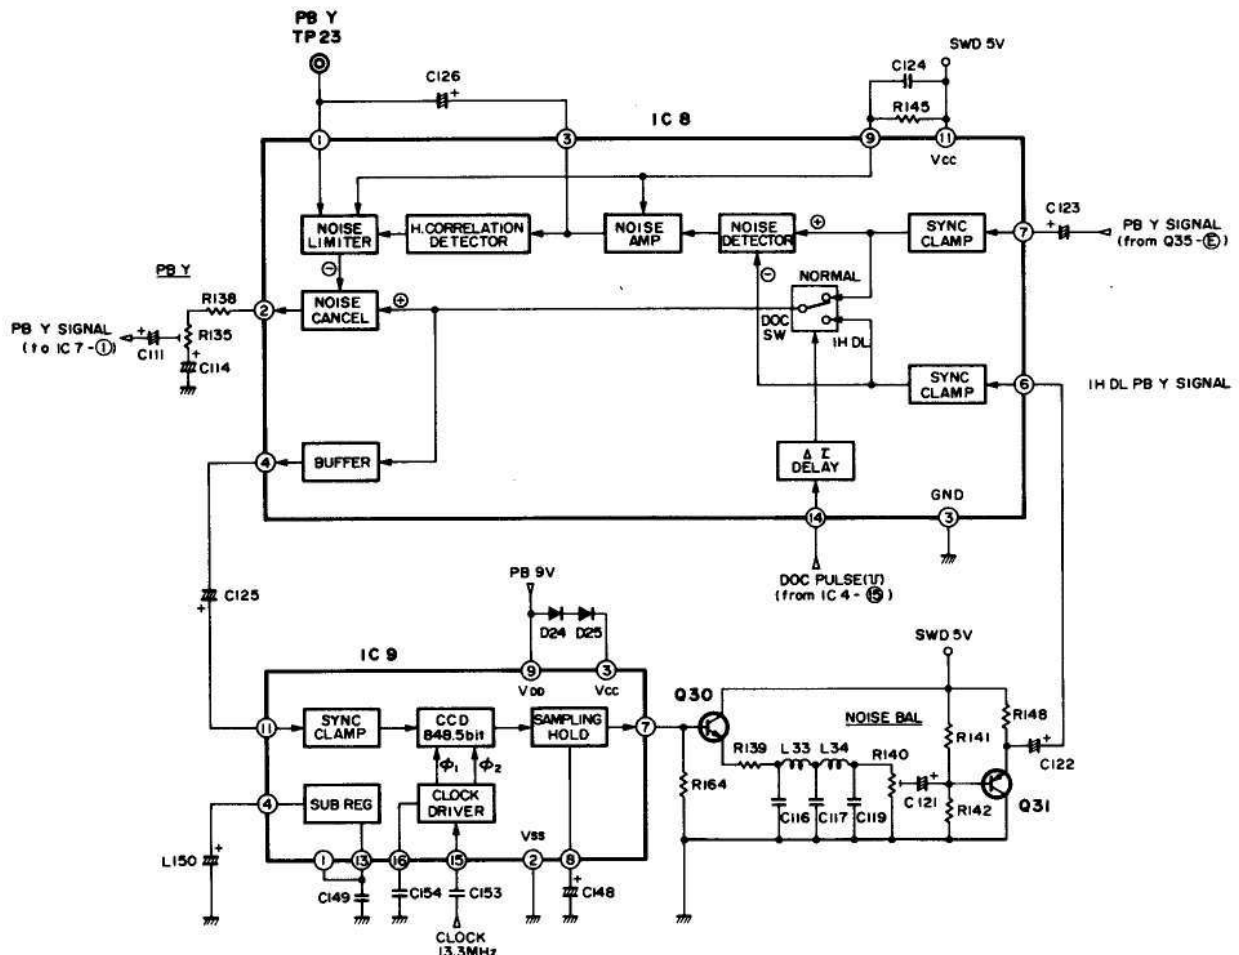 PB Y
TP23
SWD 5V
C124
C126
R145
IC8
1
3
9
11
Vcc
C123
NOISE
LIMITER
H.CORRELATION
DETECTOR
NOISE
AMP
NOISE
DETECTOR
+
SYNC
CLAMP
7
PB Y SIGNAL
(from Q35-E)
PB Y
−
−
NORMAL
R138
2
NOISE
CANCEL
+
PB Y SIGNAL
(to IC7-1)
C111
R135
C114
DOC
SW
1H DL
SYNC
CLAMP
6
1H DL PB Y SIGNAL
4
BUFFER
Δ τ
DELAY
GND
14
3
C125
PB 9V
DOC PULSE(
(from IC4-15)
D24
D25
SWD 5V
IC9
9
3
VDD
Vcc
Q30
11
SYNC
CLAMP
CCD
848.5bit
SAMPLING
HOLD
7
NOISE BAL
R148
R141
R139
L33
L34
R140
C122
ϕ1
ϕ2
R164
C121
Q31
4
SUB REG
CLOCK
DRIVER
C116
C117
C119
R142
VSS
L150
1
13
16
15
2
8
C149
C154
C153
C148
CLOCK
13.3MHz